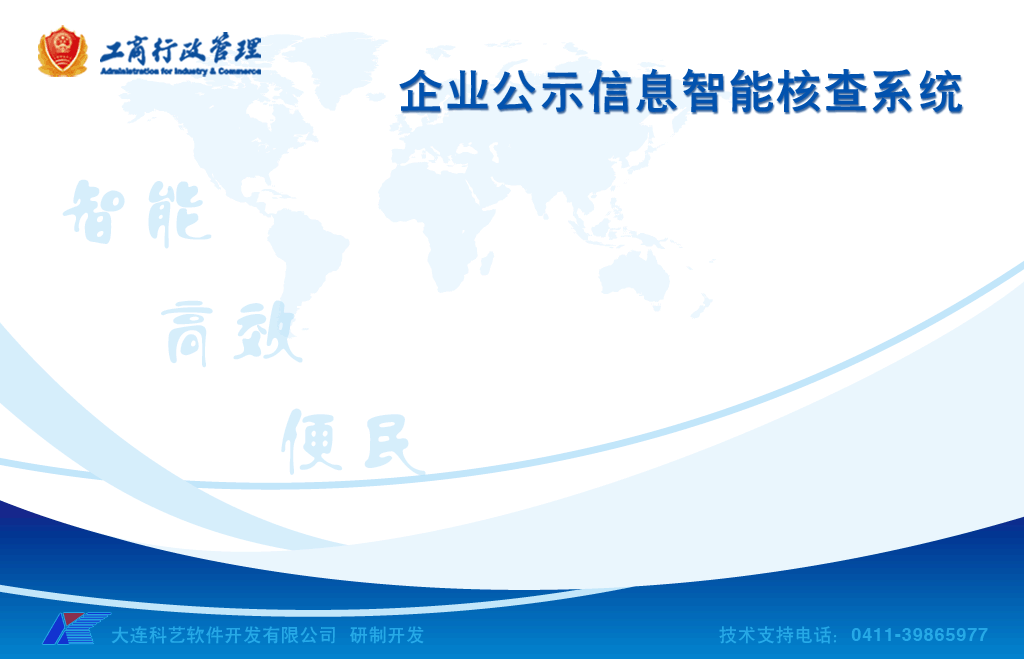 工商行政管理
Administration for Industry & Commerce
企业公示信息智能核查系统
智能
高效
便民
大连科艺软件开发有限公司 研制开发
技术支持电话：0411-39865977